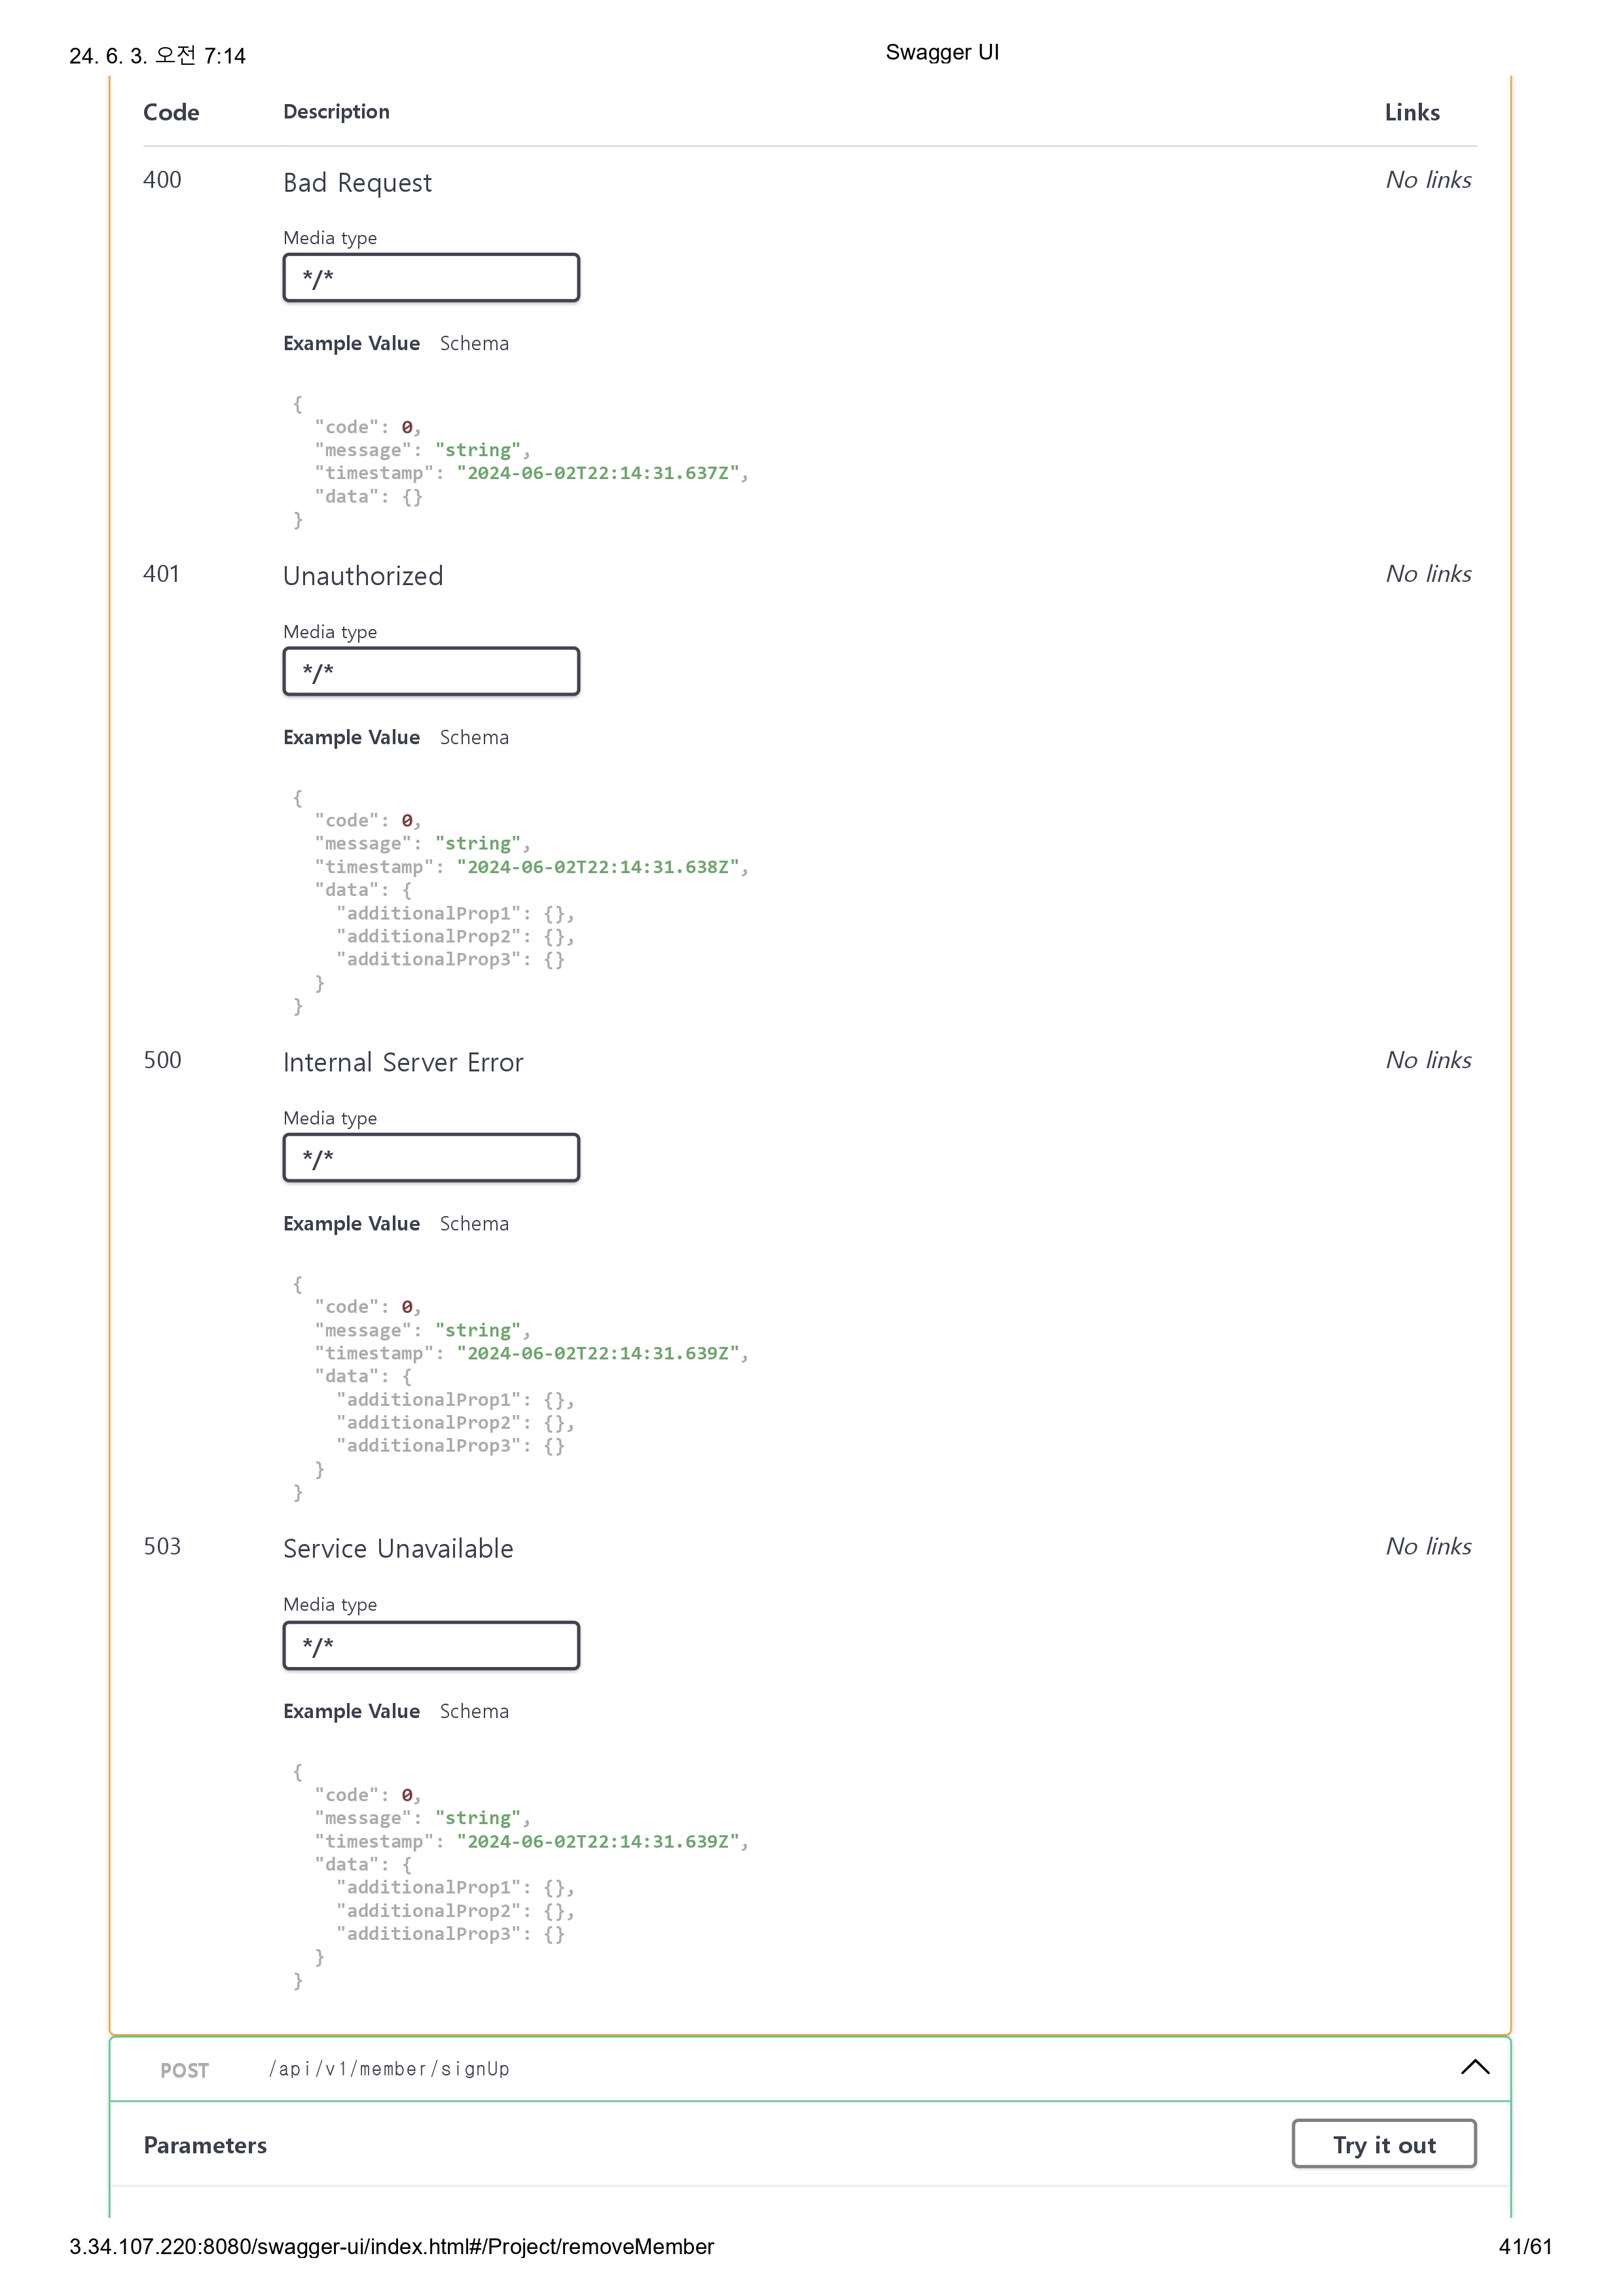 24. 6. 3. 오전 7:14 Swagger UI
Code Description Links
400 Bad Request No links
Media type
*/*
Example Value Schema
{
  "code": 0,
  "message": "string",
  "timestamp": "2024-06-02T22:14:31.637Z",
  "data": {}
}
401 Unauthorized No links
Media type
*/*
Example Value Schema
{
  "code": 0,
  "message": "string",
  "timestamp": "2024-06-02T22:14:31.638Z",
  "data": {
    "additionalProp1": {},
    "additionalProp2": {},
    "additionalProp3": {}
  }
}
500 Internal Server Error No links
Media type
*/*
Example Value Schema
{
  "code": 0,
  "message": "string",
  "timestamp": "2024-06-02T22:14:31.639Z",
  "data": {
    "additionalProp1": {},
    "additionalProp2": {},
    "additionalProp3": {}
  }
}
503 Service Unavailable No links
Media type
*/*
Example Value Schema
{
  "code": 0,
  "message": "string",
  "timestamp": "2024-06-02T22:14:31.639Z",
  "data": {
    "additionalProp1": {},
    "additionalProp2": {},
    "additionalProp3": {}
  }
}
POST /api/v1/member/signUp
Parameters Try it out
3.34.107.220:8080/swagger-ui/index.html#/Project/removeMember 41/61